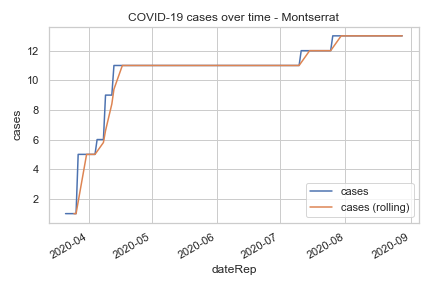 COVID-19 cases over time - Montserrat
cases
12
10
8
6
4
2
cases
cases (rolling)
2020-04
2020-05
2020-06
2020-07
2020-08
2020-09
dateRep